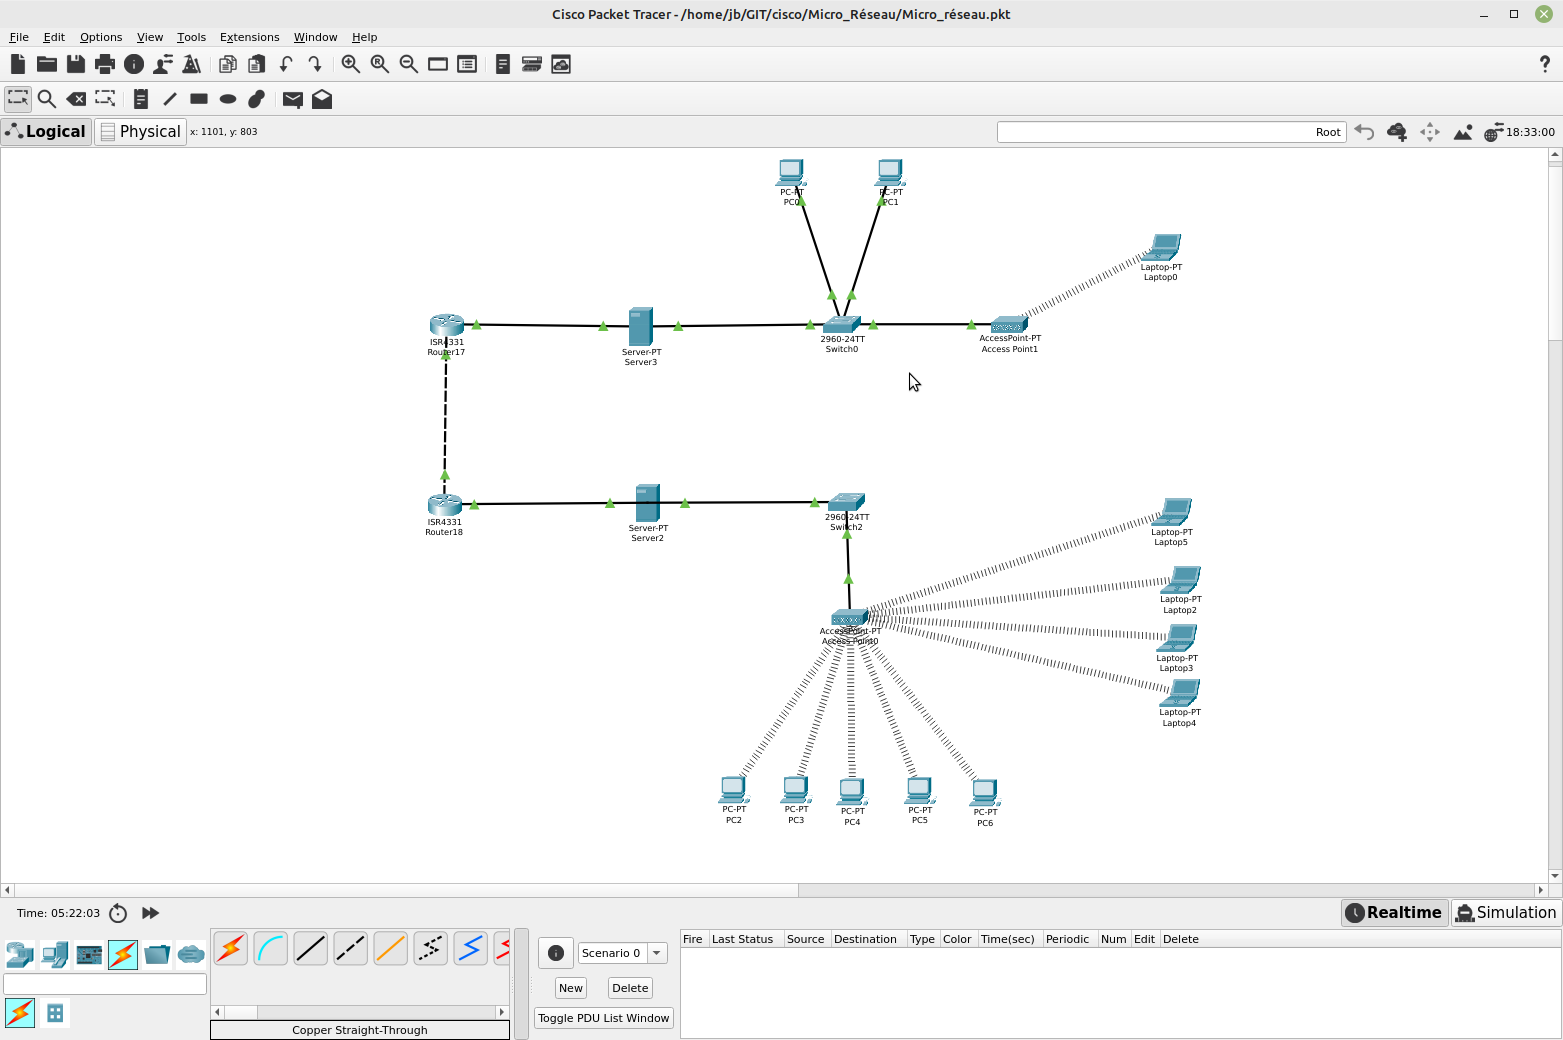 Cisco Packet Tracer - /home/jb/GIT/cisco/Micro_Réseau/Micro_réseau.pkt
File Edit Options View Tools Extensions Window Help
Logical Physical x: 1101, y: 803 Root 18:33:00
PC-PT
PC0
PC-PT
PC1
Laptop-PT
Laptop0
ISR4331
Router17
Server-PT
Server3
2960-24TT
Switch0
AccessPoint-PT
Access Point1
ISR4331
Router18
Server-PT
Server2
2960-24TT
Switch2
Laptop-PT
Laptop5
Laptop-PT
Laptop2
AccessPoint-PT
Access Point0
Laptop-PT
Laptop3
Laptop-PT
Laptop4
PC-PT
PC2
PC-PT
PC3
PC-PT
PC4
PC-PT
PC5
PC-PT
PC6
Time: 05:22:03 Realtime Simulation
Scenario 0
New Delete
Toggle PDU List Window
Fire Last Status Source Destination Type Color Time(sec) Periodic Num Edit Delete
Copper Straight-Through